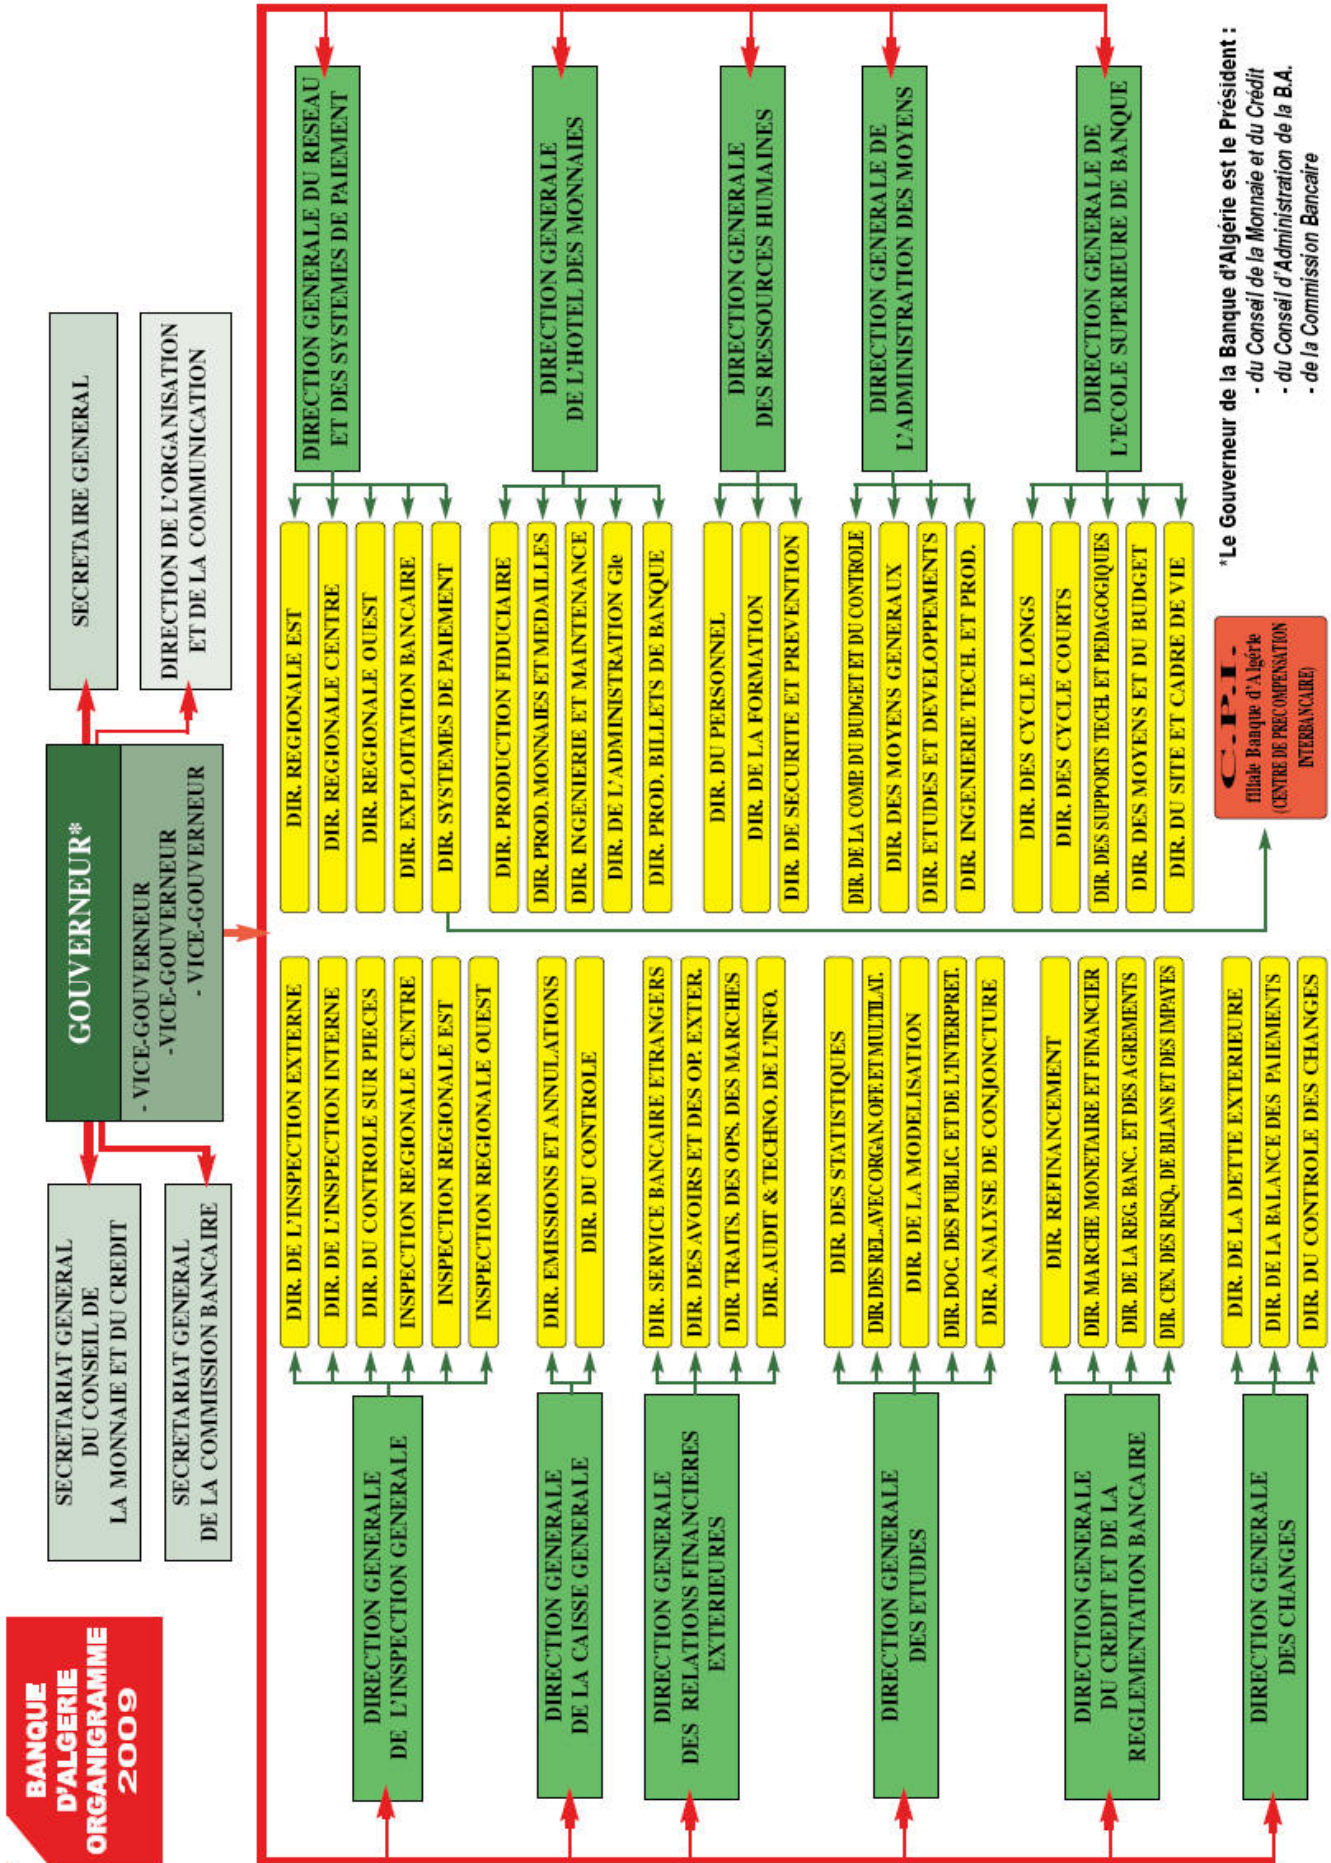 BANQUE
D'ALGERIE
ORGANIGRAMME
2009
GOUVERNEUR*
- VICE-GOUVERNEUR
-VICE-GOUVERNEUR
- VICE-GOUVERNEUR
SECRETARIAT GENERAL
DU CONSEIL DE
LA MONNAIE ET DU CREDIT
SECRETARIAT GENERAL
DE LA COMMISSION BANCAIRE
SECRETAIRE GENERAL
DIRECTION DE L'ORGANISATION
ET DE LA COMMUNICATION
DIRECTION GENERALE
DE L'INSPECTION GENERALE
DIR. DE L'INSPECTION EXTERNE
DIR. DE L'INSPECTION INTERNE
DIR. DU CONTROLE SUR PIECES
INSPECTION REGIONALE CENTRE
INSPECTION REGIONALE EST
INSPECTION REGIONALE OUEST
DIRECTION GENERALE
DE LA CAISSE GENERALE
DIR. EMISSIONS ET ANNULATIONS
DIR. DU CONTROLE
DIRECTION GENERALE
DES RELATIONS FINANCIERES
EXTERIEURES
DIR. SERVICE BANCAIRE ETRANGERS
DIR. DES AVOIRS ET DES OP. EXTER.
DIR. TRAITS. DES OPS. DES MARCHES
DIR. AUDIT & TECHNO. DE L'INFO.
DIRECTION GENERALE
DES ETUDES
DIR. DES STATISTIQUES
DIR. DES REL. AVEC ORGAN. OFF. ET MULTILAT.
DIR. DE LA MODELISATION
DIR. DOC. DES PUBLIC. ET DE L'INTERPRET.
DIR. ANALYSE DE CONJONCTURE
DIRECTION GENERALE
DU CREDIT ET DE LA
REGLEMENTATION BANCAIRE
DIR. REFINANCEMENT
DIR. MARCHE MONETAIRE ET FINANCIER
DIR. DE LA REG. BANC. ET DES AGREMENTS
DIR. CEN. DES RISQ., DE BILANS ET DES IMPAYES
DIRECTION GENERALE
DES CHANGES
DIR. DE LA DETTE EXTERIEURE
DIR. DE LA BALANCE DES PAIEMENTS
DIR. DU CONTROLE DES CHANGES
DIRECTION GENERALE DU RESEAU
ET DES SYSTEMES DE PAIEMENT
DIR. REGIONALE EST
DIR. REGIONALE CENTRE
DIR. REGIONALE OUEST
DIR. EXPLOITATION BANCAIRE
DIR. SYSTEMES DE PAIEMENT
DIRECTION GENERALE
DE L'HOTEL DES MONNAIES
DIR. PRODUCTION FIDUCIAIRE
DIR. PROD. MONNAIES ET MEDAILLES
DIR. INGENIERIE ET MAINTENANCE
DIR. DE L'ADMINISTRATION Gle
DIR. PROD. BILLETS DE BANQUE
DIRECTION GENERALE
DES RESSOURCES HUMAINES
DIR. DU PERSONNEL
DIR. DE LA FORMATION
DIR. DE SECURITE ET PREVENTION
DIRECTION GENERALE DE
L'ADMINISTRATION DES MOYENS
DIR. DE LA COMP. DU BUDGET ET DU CONTROLE
DIR. DES MOYENS GENERAUX
DIR. ETUDES ET DEVELOPPEMENTS
DIR. INGENERIE TECH. ET PROD.
DIRECTION GENERALE DE
L'ECOLE SUPERIEURE DE BANQUE
DIR. DES CYCLE LONGS
DIR. DES CYCLE COURTS
DIR. DES SUPPORTS TECH. ET PEDAGOGIQUES
DIR. DES MOYENS ET DU BUDGET
DIR. DU SITE ET CADRE DE VIE
C.P.I.
filiale Banque d'Algérie
(CENTRE DE PRECOMPENSATION
INTERBANCAIRE)
*Le Gouverneur de la Banque d'Algérie est le Président :
- du Conseil de la Monnaie et du Crédit
- du Conseil d'Administration de la B.A.
- de la Commission Bancaire